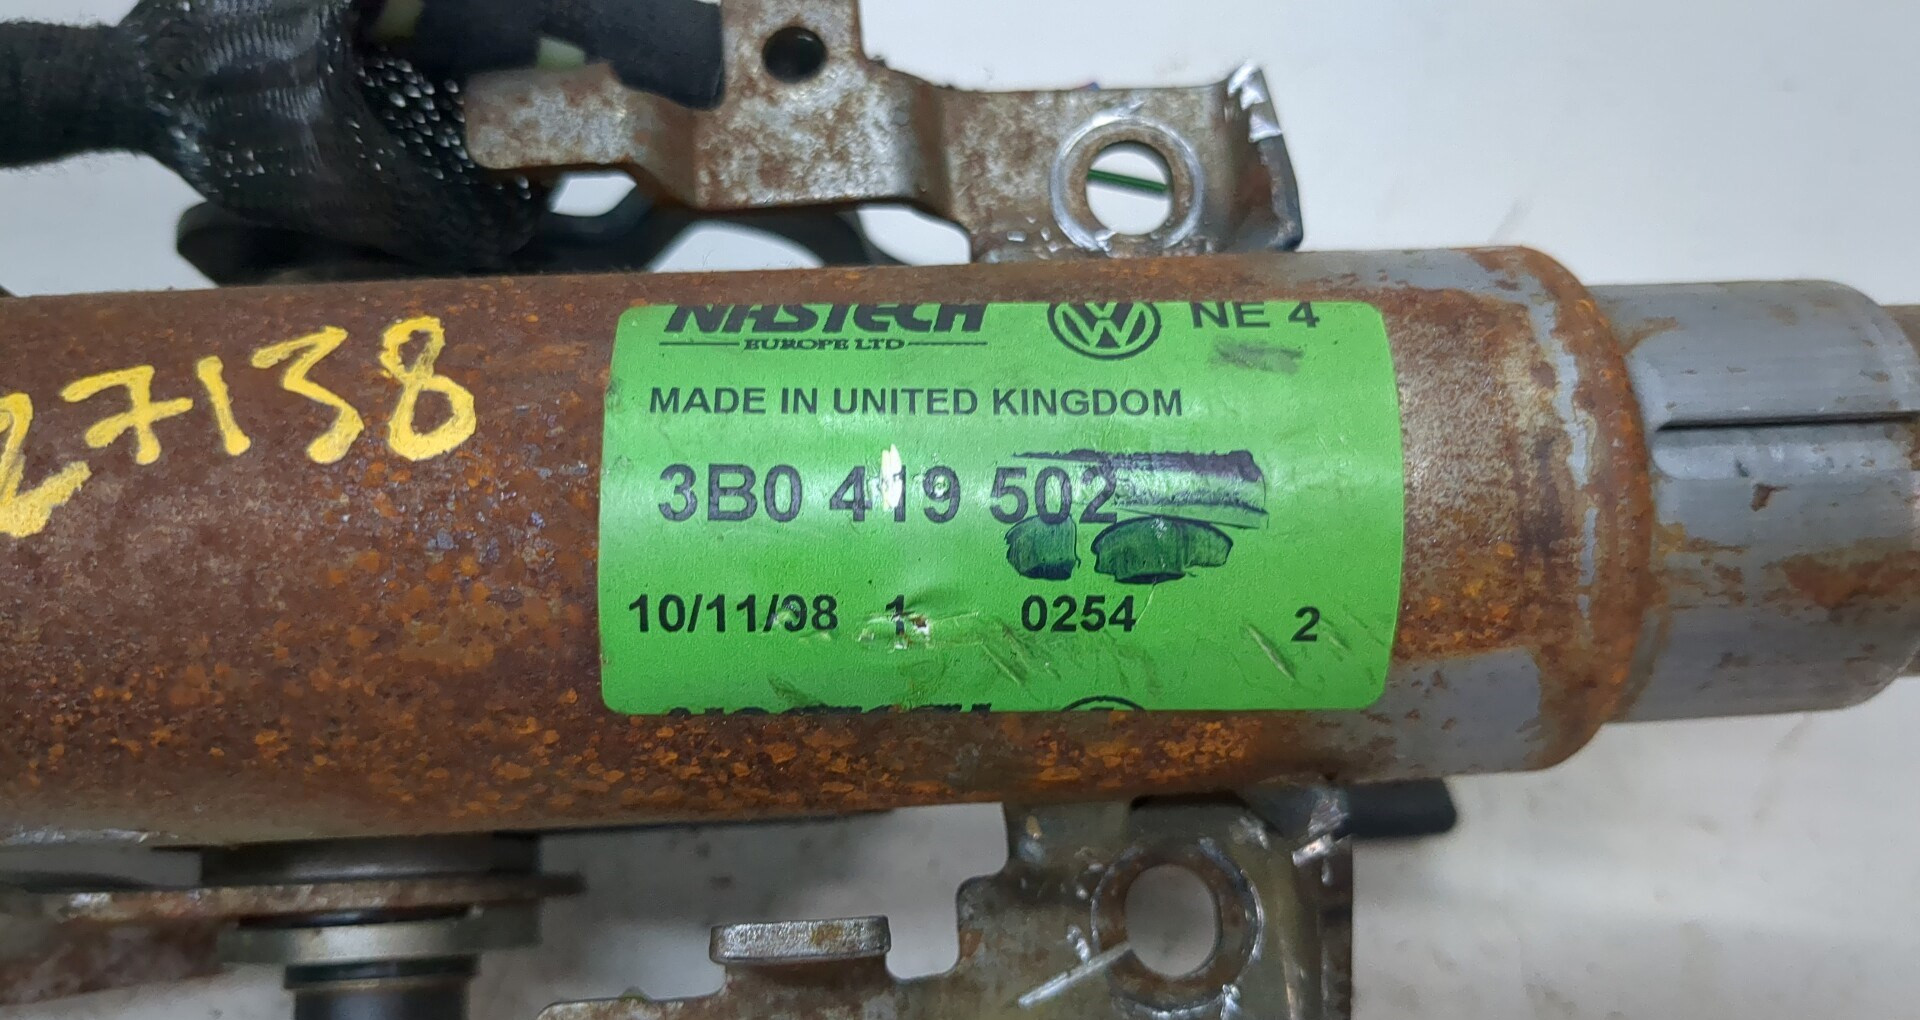 NASTECH NE 4
EUROPE LTD
MADE IN UNITED KINGDOM
27138
3B0 419 502
10/11/98 1 0254 2